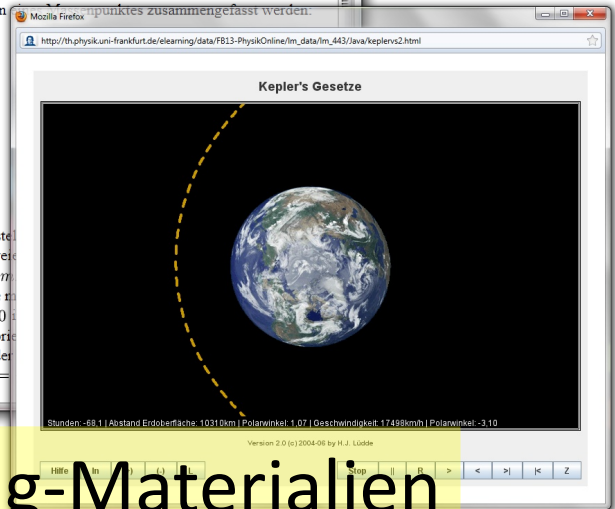 n eines Massenpunktes zusammengefasst werden:
Mozilla Firefox
http://th.physik.uni-frankfurt.de/elearning/data/FB13-PhysikOnline/lm_data/lm_443/Java/keplervs2.html
Kepler's Gesetze
Stunden: -68,1 | Abstand Erdoberfläche: 10310km | Polarwinkel: 1,07 | Geschwindigkeit: 17498km/h | Polarwinkel: -3,10
Version 2.0 (c) 2004-06 by H.J. Lüdde
Hilfe In (-) Stop || R > < >| |< Z
g-Materialien